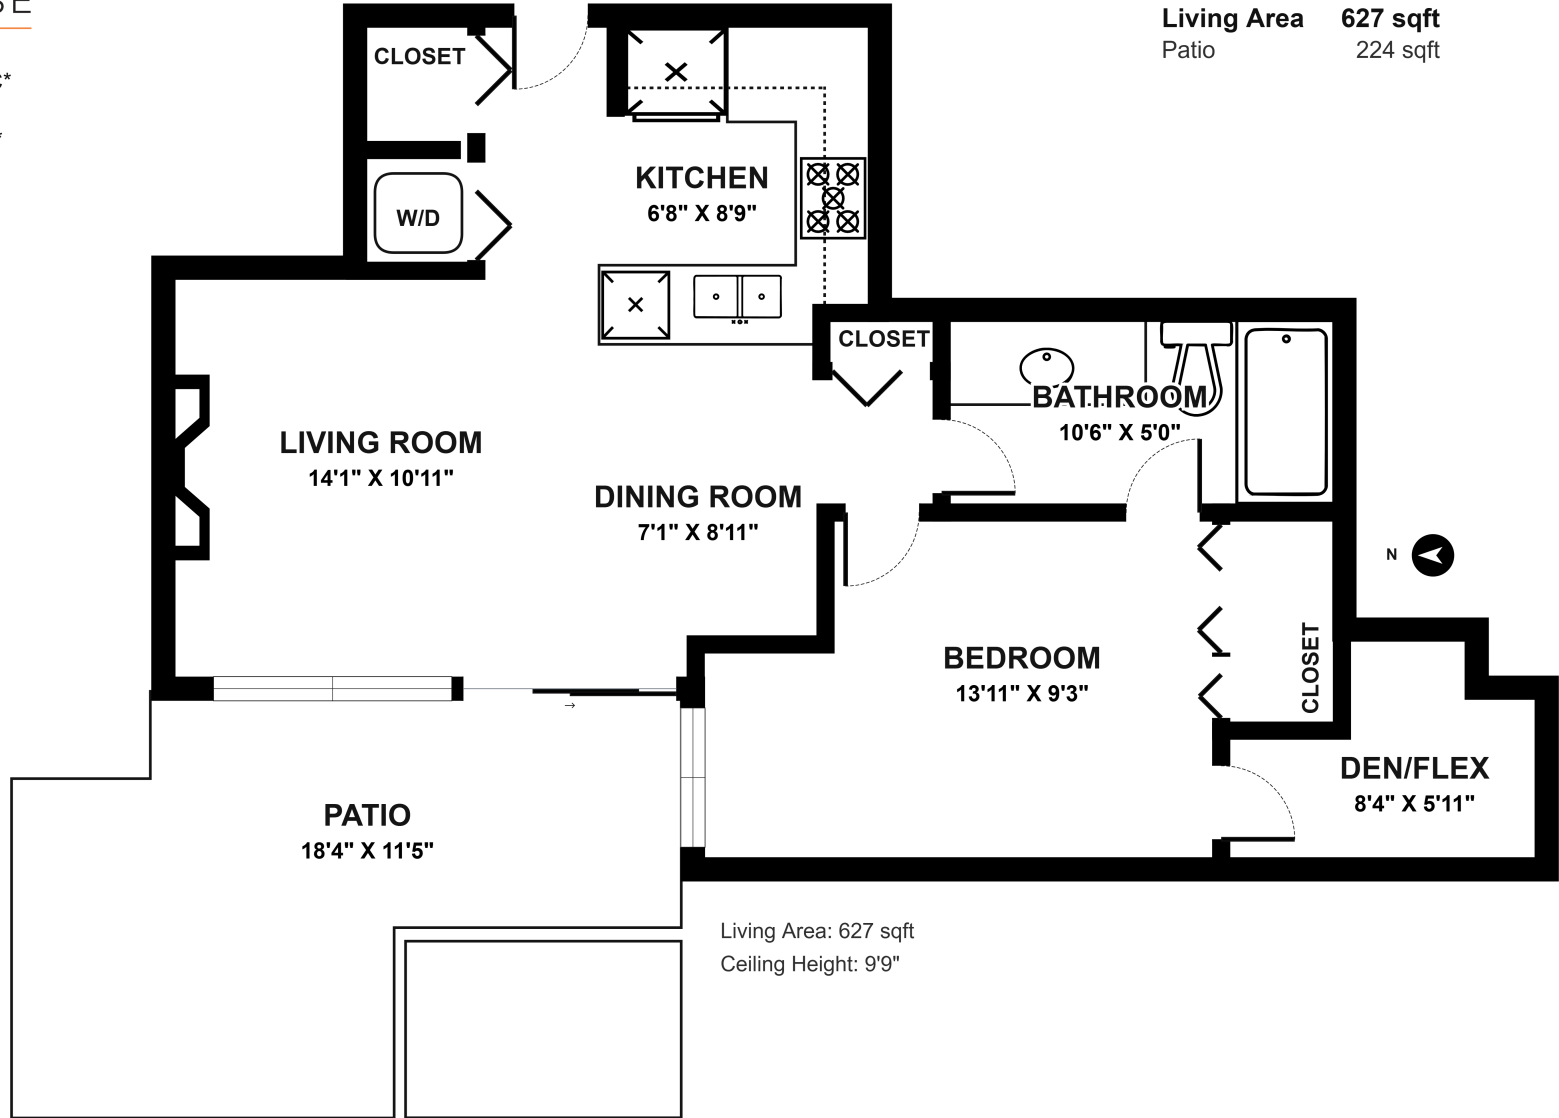 Living Area 627 sqft
Patio 224 sqft
CLOSET
KITCHEN
6'8" X 8'9"
W/D
CLOSET
BATHROOM
10'6" X 5'0"
LIVING ROOM
14'1" X 10'11"
DINING ROOM
7'1" X 8'11"
N
BEDROOM
13'11" X 9'3"
CLOSET
DEN/FLEX
8'4" X 5'11"
PATIO
18'4" X 11'5"
Living Area: 627 sqft
Ceiling Height: 9'9"